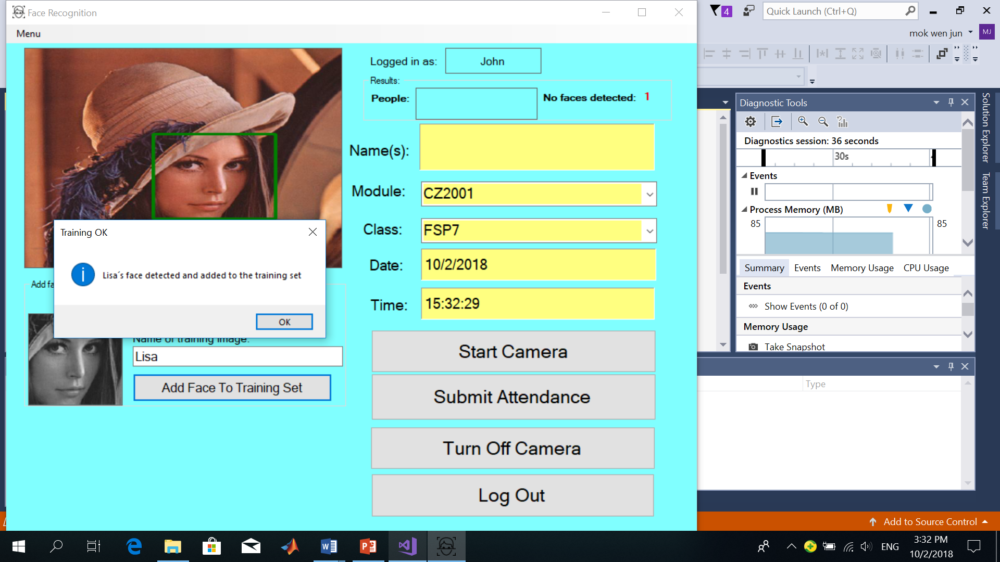 Face Recognition
Menu
Logged in as: John
Results:
People:
No faces detected: 1
Name(s):
Module: CZ2001
Class: FSP7
Date: 10/2/2018
Time: 15:32:29
Start Camera
Submit Attendance
Turn Off Camera
Log Out
Training OK
Lisa´s face detected and added to the training set
OK
Add fa
Name of training image:
Lisa
Add Face To Training Set
4
Quick Launch (Ctrl+Q)
mok wen jun
MJ
Diagnostic Tools
Diagnostics session: 36 seconds
30s
Events
Process Memory (MB)
85
85
Summary Events Memory Usage CPU Usage
Events
Show Events (0 of 0)
Memory Usage
Take Snapshot
Solution Explorer
Team Explorer
Type
Add to Source Control
ENG
3:32 PM
10/2/2018